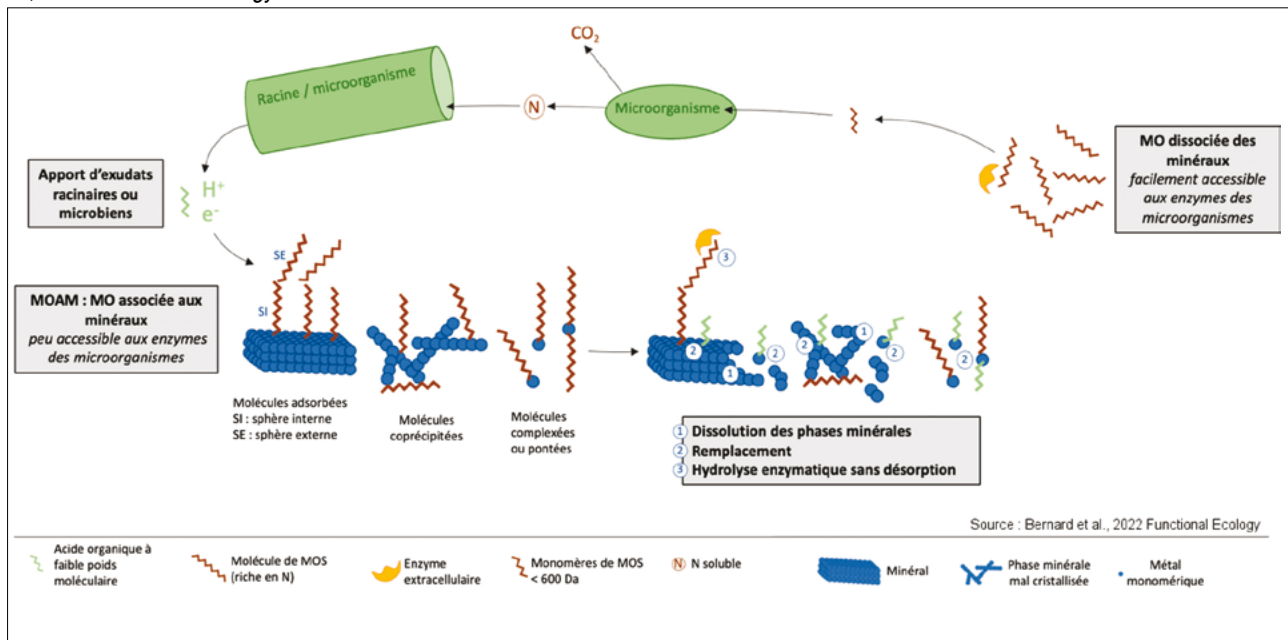 CO₂
Racine / microorganisme
N
Microorganisme
Apport d'exudats
racinaires ou
microbiens
H⁺
e⁻
MO dissociée des
minéraux
facilement accessible
aux enzymes des
microorganismes
SE
SI
3
MOAM : MO associée aux
minéraux
peu accessible aux enzymes
des microorganismes
2
1
2
2
1
2
2
Molécules adsorbées
SI : sphère interne
SE : sphère externe
Molécules
coprécipitées
Molécules
complexées
ou pontées
1 Dissolution des phases minérales
2 Remplacement
3 Hydrolyse enzymatique sans désorption
Source : Bernard et al., 2022 Functional Ecology
Acide organique à
faible poids
moléculaire
Molécule de MOS
(riche en N)
Enzyme
extracellulaire
Monomères de MOS
< 600 Da
N N soluble
Minéral
Phase minérale
mal cristallisée
Métal
monomérique